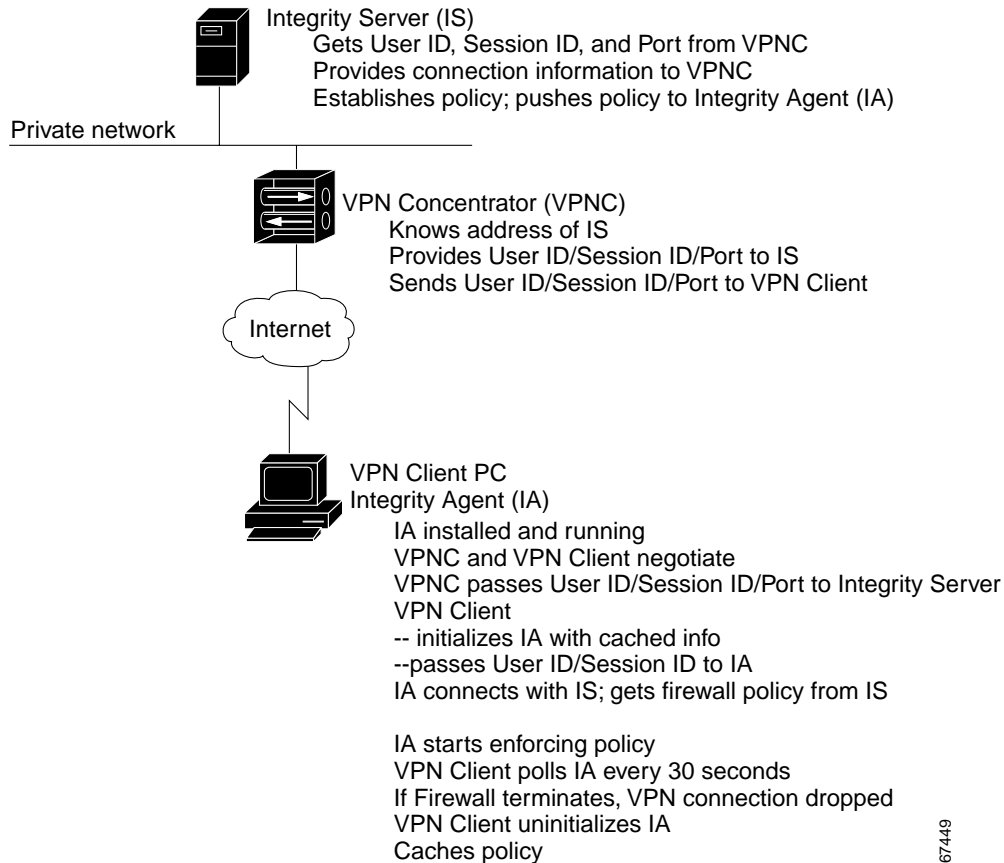 Integrity Server (IS)
Gets User ID, Session ID, and Port from VPNC
Provides connection information to VPNC
Establishes policy; pushes policy to Integrity Agent (IA)
Private network
VPN Concentrator (VPNC)
Knows address of IS
Provides User ID/Session ID/Port to IS
Sends User ID/Session ID/Port to VPN Client
Internet
VPN Client PC
Integrity Agent (IA)
IA installed and running
VPNC and VPN Client negotiate
VPNC passes User ID/Session ID/Port to Integrity Server
VPN Client
-- initializes IA with cached info
--passes User ID/Session ID to IA
IA connects with IS; gets firewall policy from IS
IA starts enforcing policy
VPN Client polls IA every 30 seconds
If Firewall terminates, VPN connection dropped
VPN Client uninitializes IA
Caches policy
67449